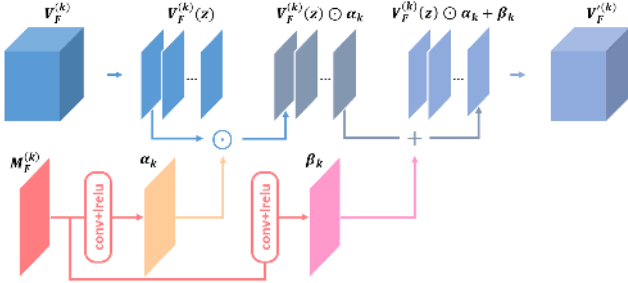 V_F^(k) V_F^(k)(z) V_F^(k)(z) ⊙ α_k V_F^(k)(z) ⊙ α_k + β_k V'_F^(k)
... ... ...
⊙ +
M_F^(k) α_k β_k
conv+lrelu conv+lrelu